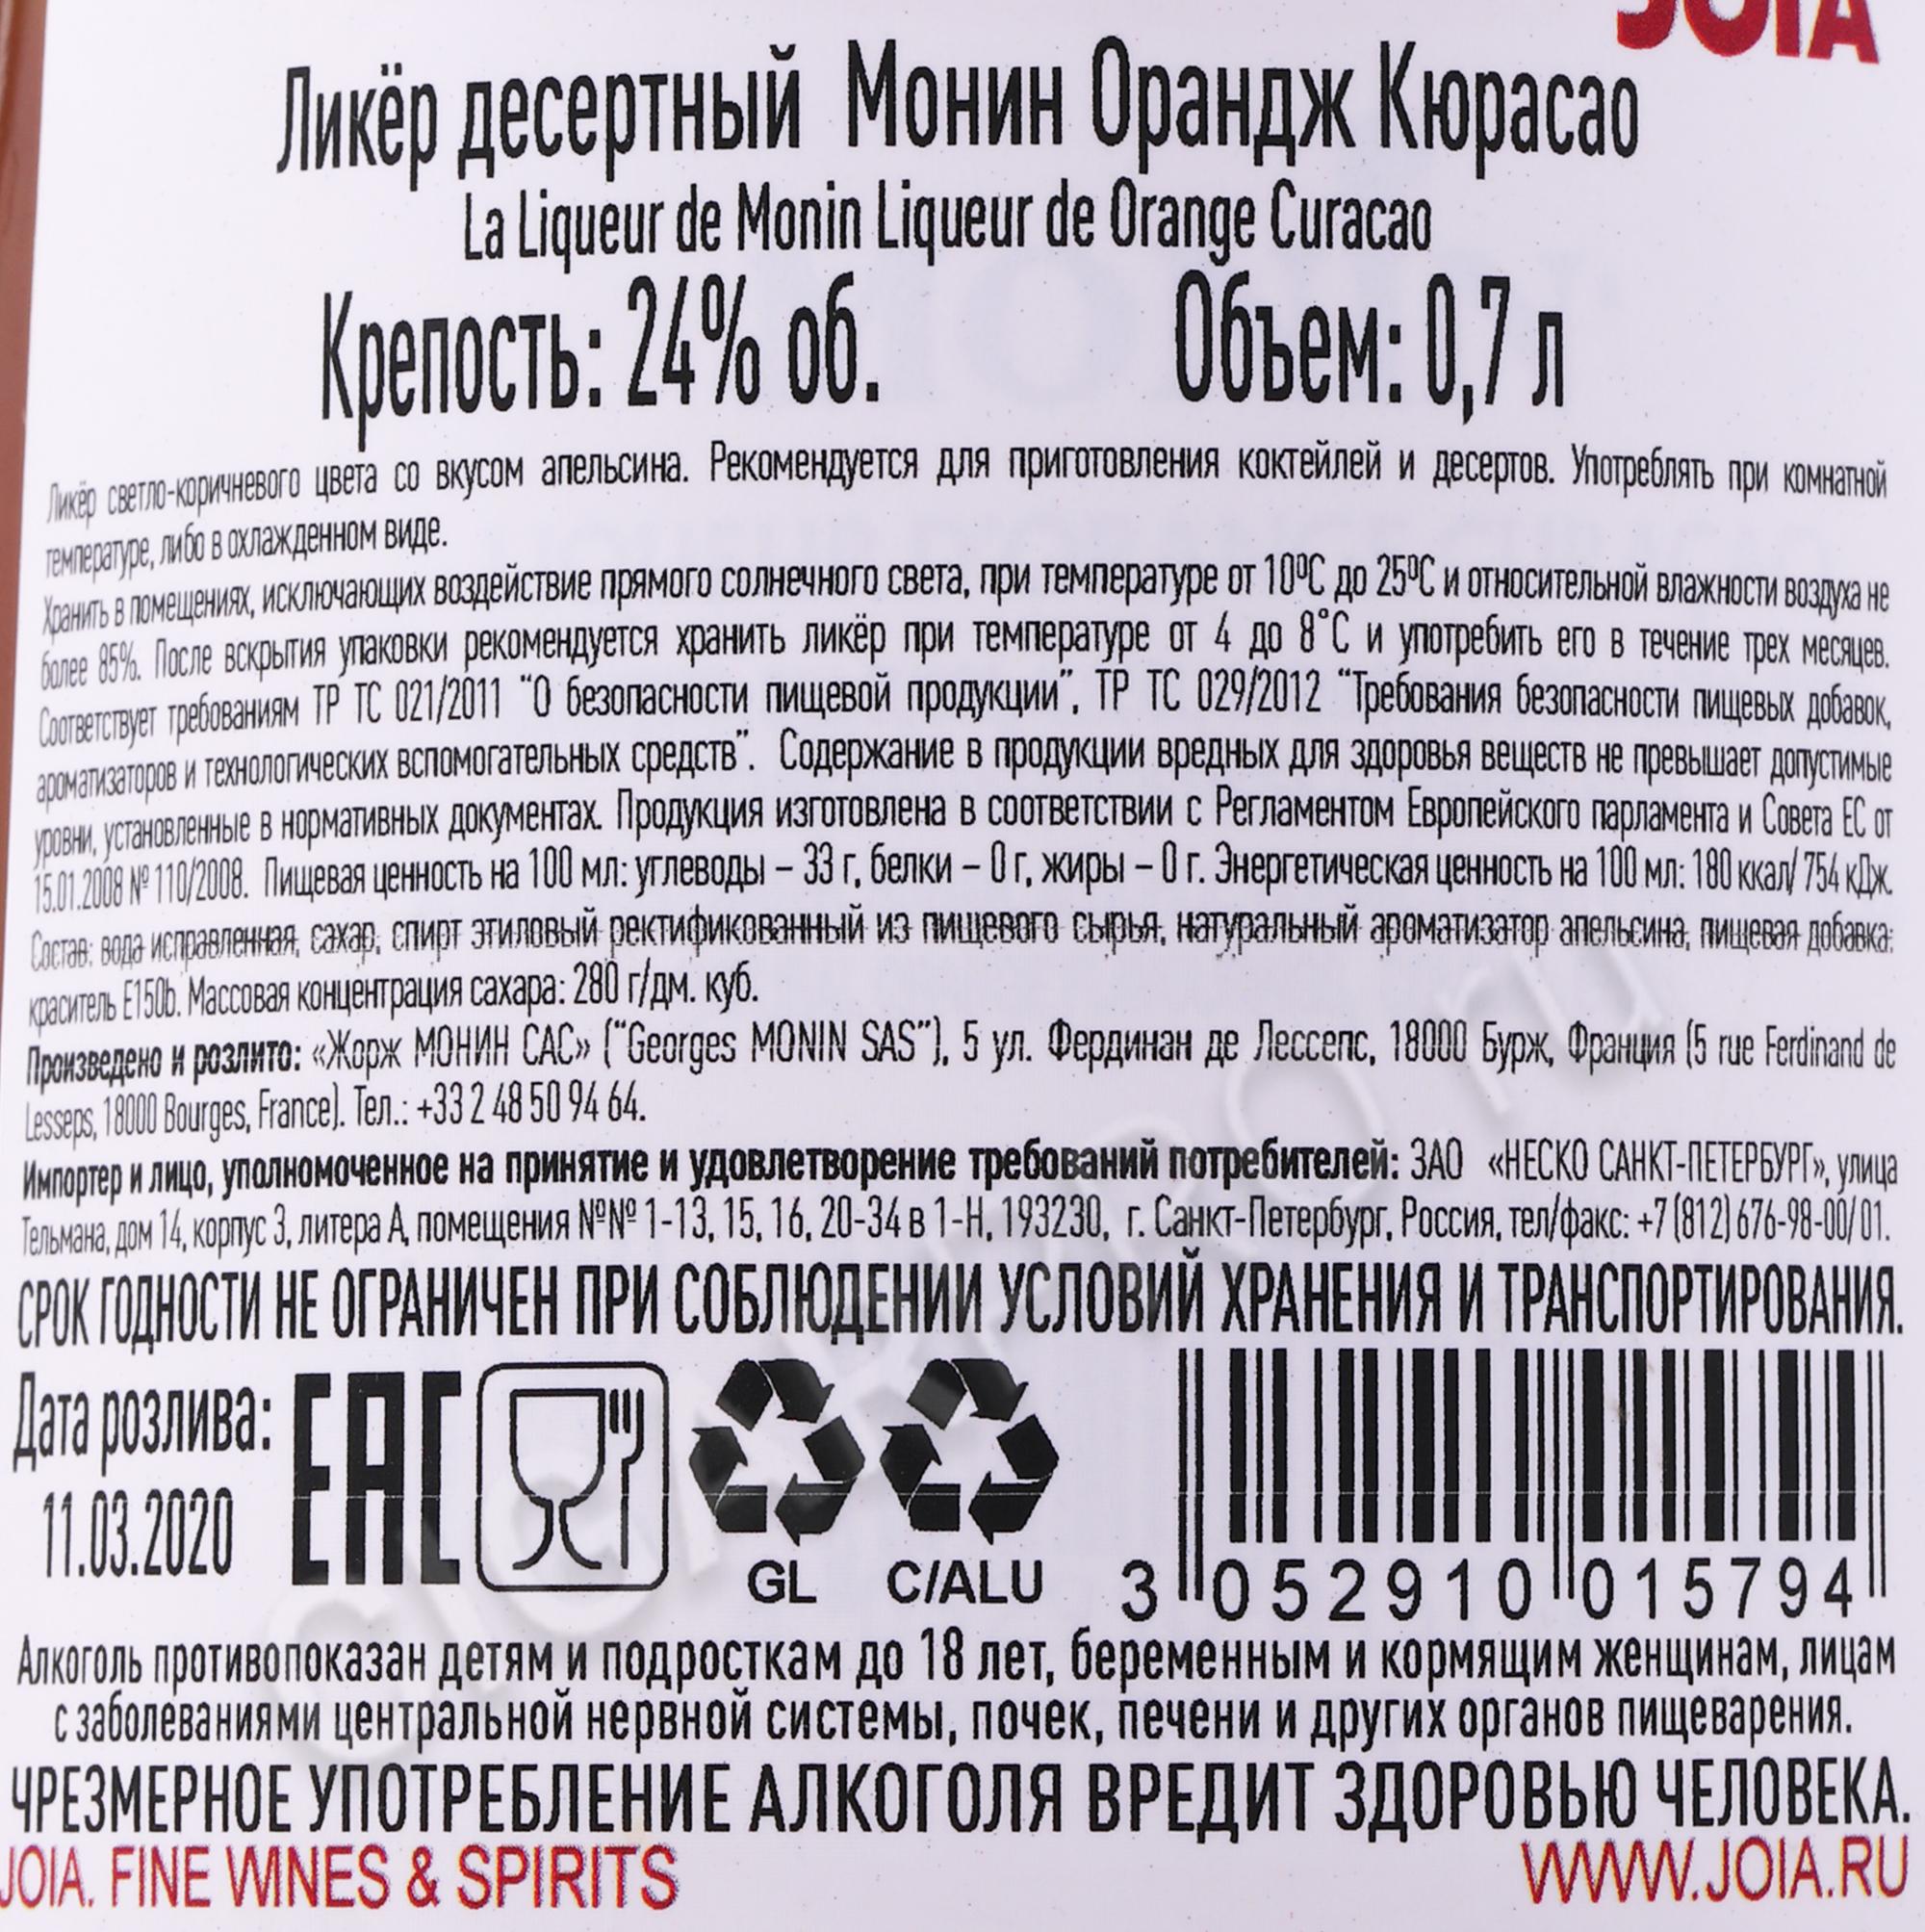 JOIA
Ликёр десертный Монин Орандж Кюрасао
La Liqueur de Monin Liqueur de Orange Curacao
Крепость: 24% об. Объем: 0,7 л
Ликёр светло-коричневого цвета со вкусом апельсина. Рекомендуется для приготовления коктейлей и десертов. Употреблять при комнатной
температуре, либо в охлажденном виде.
Хранить в помещениях, исключающих воздействие прямого солнечного света, при температуре от 10ºC до 25ºC и относительной влажности воздуха не
более 85%. После вскрытия упаковки рекомендуется хранить ликёр при температуре от 4 до 8°С и употребить его в течение трех месяцев.
Соответствует требованиям ТР ТС 021/2011 "О безопасности пищевой продукции", ТР ТС 029/2012 "Требования безопасности пищевых добавок,
ароматизаторов и технологических вспомогательных средств". Содержание в продукции вредных для здоровья веществ не превышает допустимые
уровни, установленные в нормативных документах. Продукция изготовлена в соответствии с Регламентом Европейского парламента и Совета ЕС от
15.01.2008 № 110/2008. Пищевая ценность на 100 мл: углеводы – 33 г, белки – 0 г, жиры – 0 г. Энергетическая ценность на 100 мл: 180 ккал/ 754 кДж.
Состав: вода исправленная, сахар, спирт этиловый ректификованный из пищевого сырья, натуральный ароматизатор апельсина, пищевая добавка:
краситель Е150b. Массовая концентрация сахара: 280 г/дм. куб.
Произведено и розлито: «Жорж МОНИН САС» ("Georges MONIN SAS"), 5 ул. Фердинан де Лессепс, 18000 Бурж, Франция (5 rue Ferdinand de
Lesseps, 18000 Bourges, France). Тел.: +33 2 48 50 94 64.
Импортер и лицо, уполномоченное на принятие и удовлетворение требований потребителей: ЗАО «НЕСКО САНКТ-ПЕТЕРБУРГ», улица
Тельмана, дом 14, корпус 3, литера А, помещения №№ 1-13, 15, 16, 20-34 в 1-Н, 193230, г. Санкт-Петербург, Россия, тел/факс: +7 (812) 676-98-00/01.
СРОК ГОДНОСТИ НЕ ОГРАНИЧЕН ПРИ СОБЛЮДЕНИИ УСЛОВИЙ ХРАНЕНИЯ И ТРАНСПОРТИРОВАНИЯ.
Дата розлива:
11.03.2020
EAC
GL C/ALU
3 052910 015794
Алкоголь противопоказан детям и подросткам до 18 лет, беременным и кормящим женщинам, лицам
с заболеваниями центральной нервной системы, почек, печени и других органов пищеварения.
ЧРЕЗМЕРНОЕ УПОТРЕБЛЕНИЕ АЛКОГОЛЯ ВРЕДИТ ЗДОРОВЬЮ ЧЕЛОВЕКА.
JOIA. FINE WINES & SPIRITS WWW.JOIA.RU